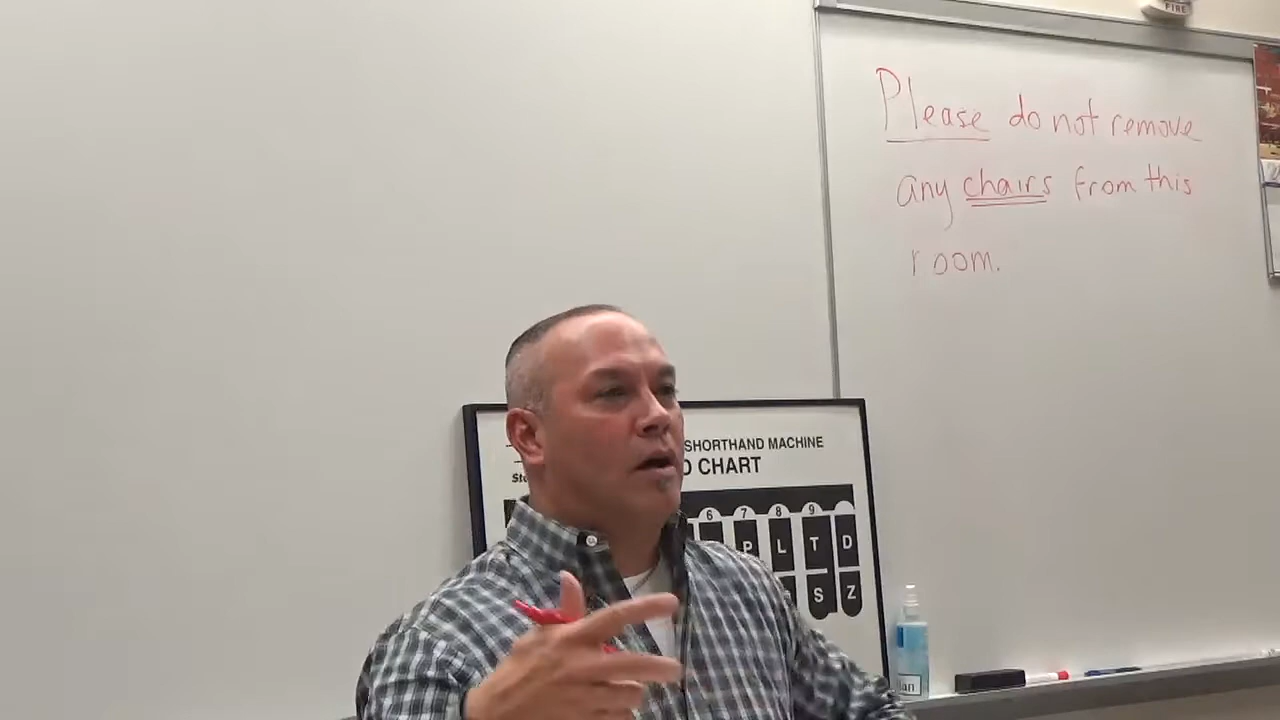 FIRE
Please do not remove
any chairs from this
room.
SHORTHAND MACHINE
CHART
6 7 8 9
P L T D
S Z